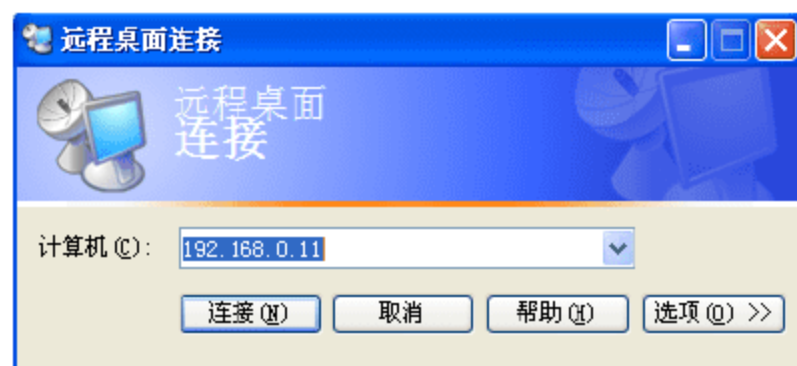 远程桌面连接
远程桌面
连接
计算机(C): 192.168.0.11
连接(N) 取消 帮助(H) 选项(O) >>